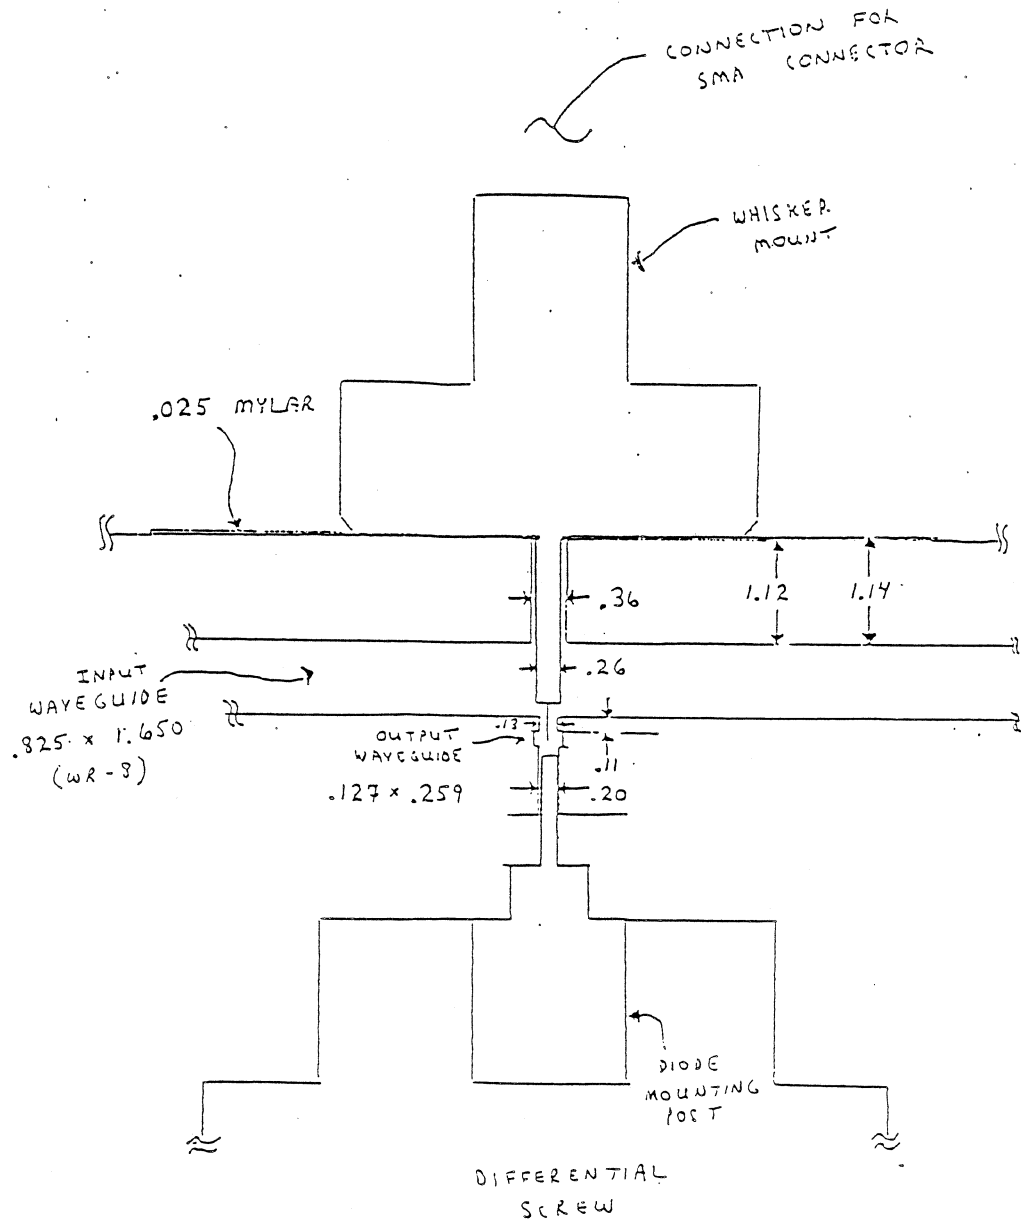 CONNECTION FOR
SMA CONNECTOR
WHISKER
MOUNT
.025 MYLAR
1.12
1.14
.36
.26
INPUT
WAVEGUIDE
.825 x 1.650
(WR-8)
.13
OUTPUT
WAVEGUIDE
.11
.127 x .259
.20
DIODE
MOUNTING
POST
DIFFERENTIAL
SCREW